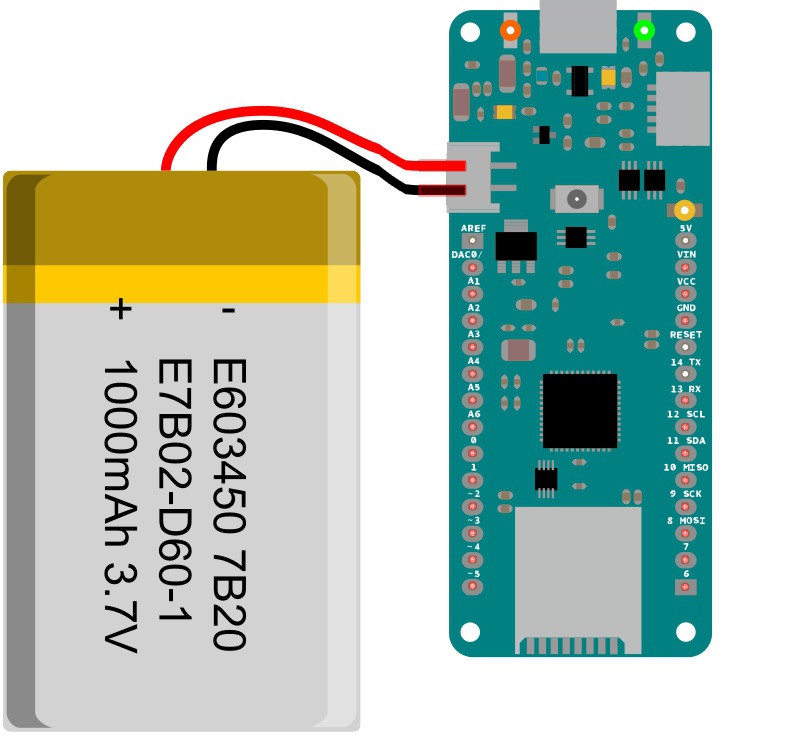 + -
E603450 7B20
E7B02-D60-1
1000mAh 3.7V
AREF
DAC0/
A1
A2
A3
A4
A5
A6
0
1
~2
~3
~4
~5
5V
VIN
VCC
GND
RESET
14 TX
13 RX
12 SCL
11 SDA
10 MISO
9 SCK
8 MOSI
7
6